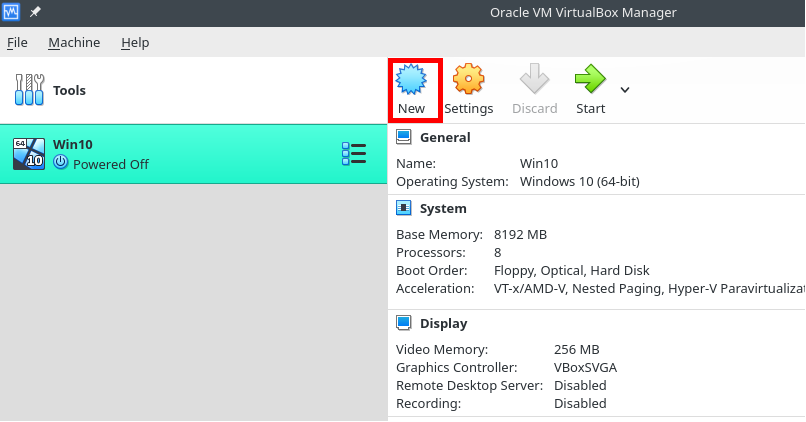 Oracle VM VirtualBox Manager
File Machine Help
Tools
New Settings Discard Start
64
10
Win10
Powered Off
General
Name: Win10
Operating System: Windows 10 (64-bit)
System
Base Memory: 8192 MB
Processors: 8
Boot Order: Floppy, Optical, Hard Disk
Acceleration: VT-x/AMD-V, Nested Paging, Hyper-V Paravirtualizat
Display
Video Memory: 256 MB
Graphics Controller: VBoxSVGA
Remote Desktop Server: Disabled
Recording: Disabled